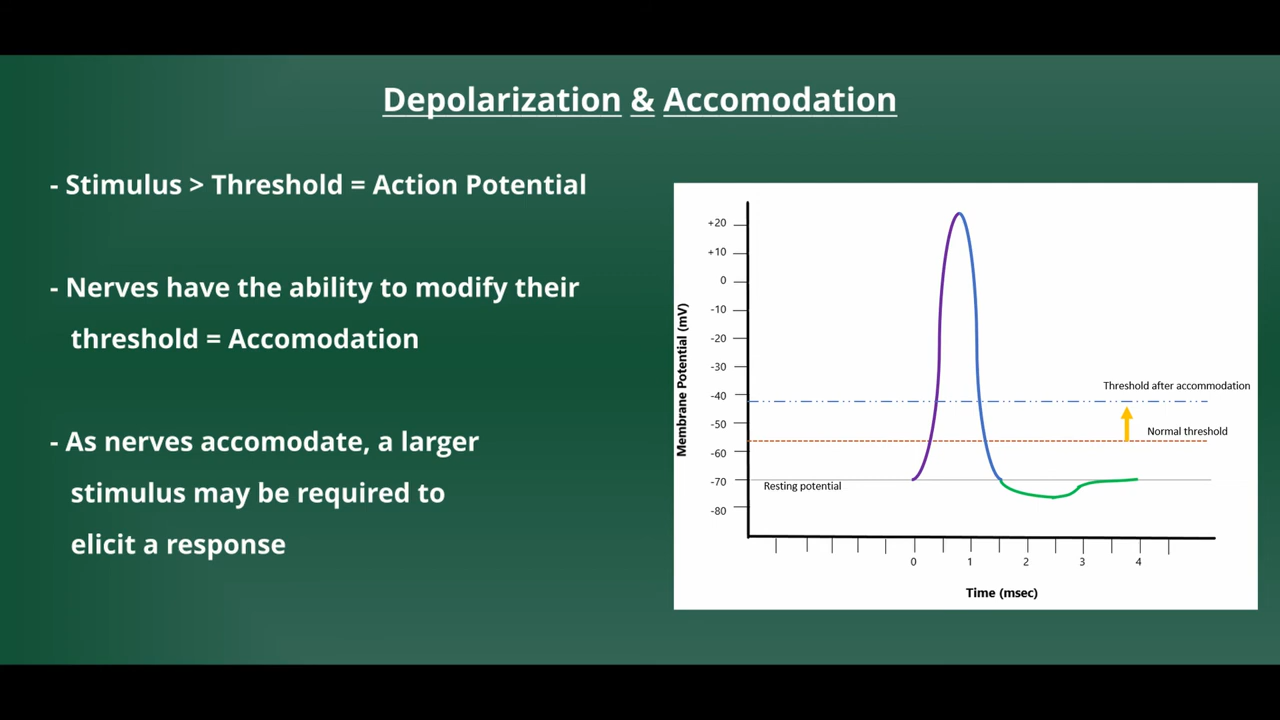 Depolarization & Accomodation
- Stimulus > Threshold = Action Potential
- Nerves have the ability to modify their
threshold = Accomodation
- As nerves accomodate, a larger
stimulus may be required to
elicit a response
Membrane Potential (mV)
+20
+10
0
-10
-20
-30
-40
-50
-60
-70
-80
Threshold after accommodation
Normal threshold
Resting potential
0 1 2 3 4
Time (msec)